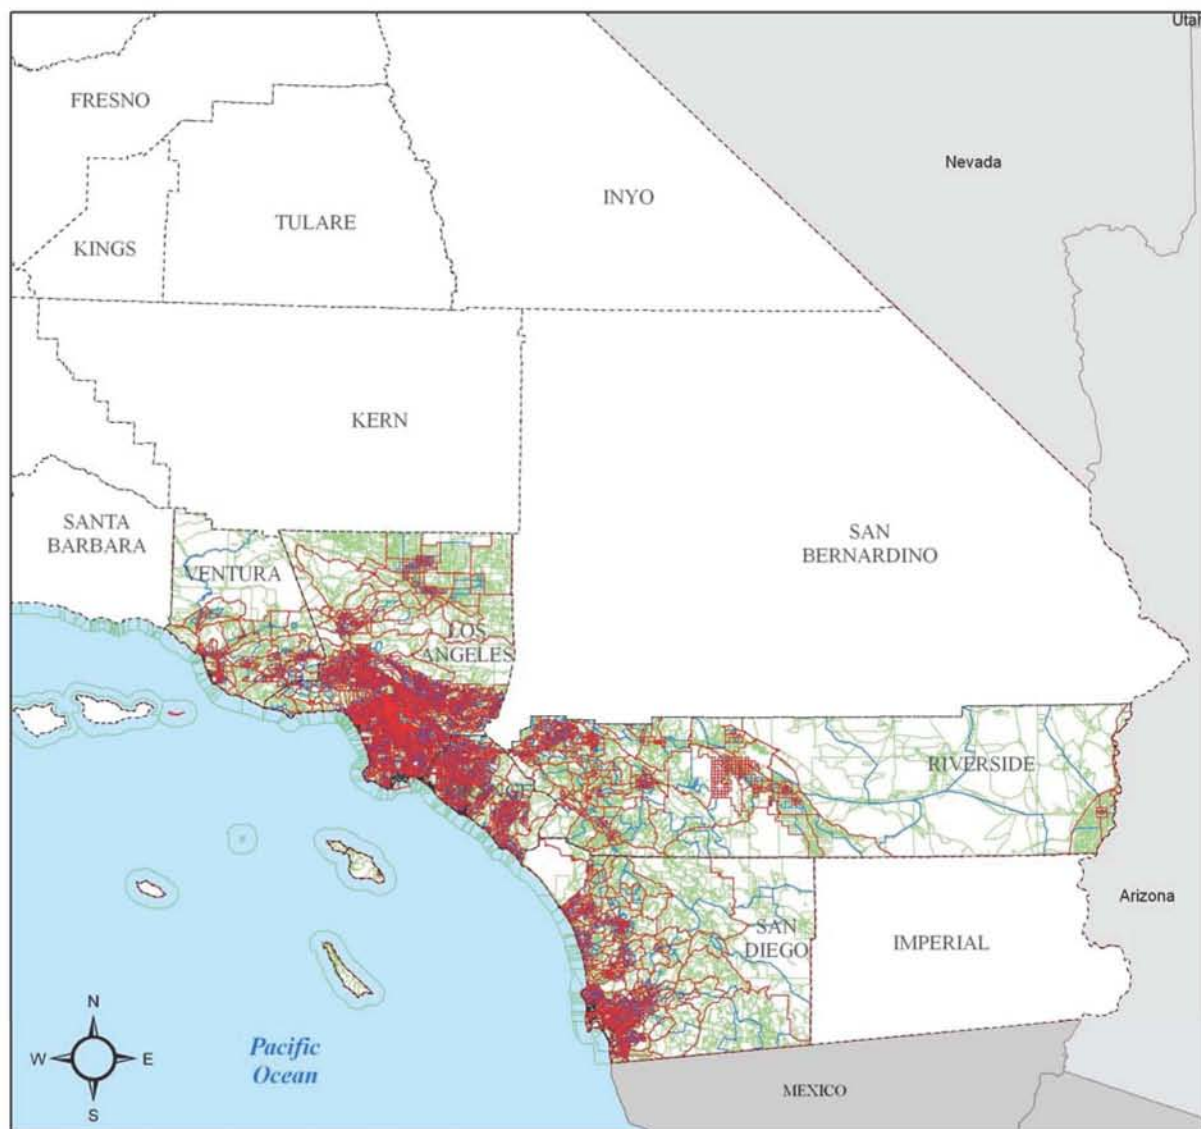 Utah
FRESNO
Nevada
INYO
TULARE
KINGS
KERN
SANTA
BARBARA
SAN
BERNARDINO
VENTURA
LOS
ANGELES
RIVERSIDE
Arizona
SAN
DIEGO
IMPERIAL
N
W
E
S
Pacific
Ocean
MEXICO